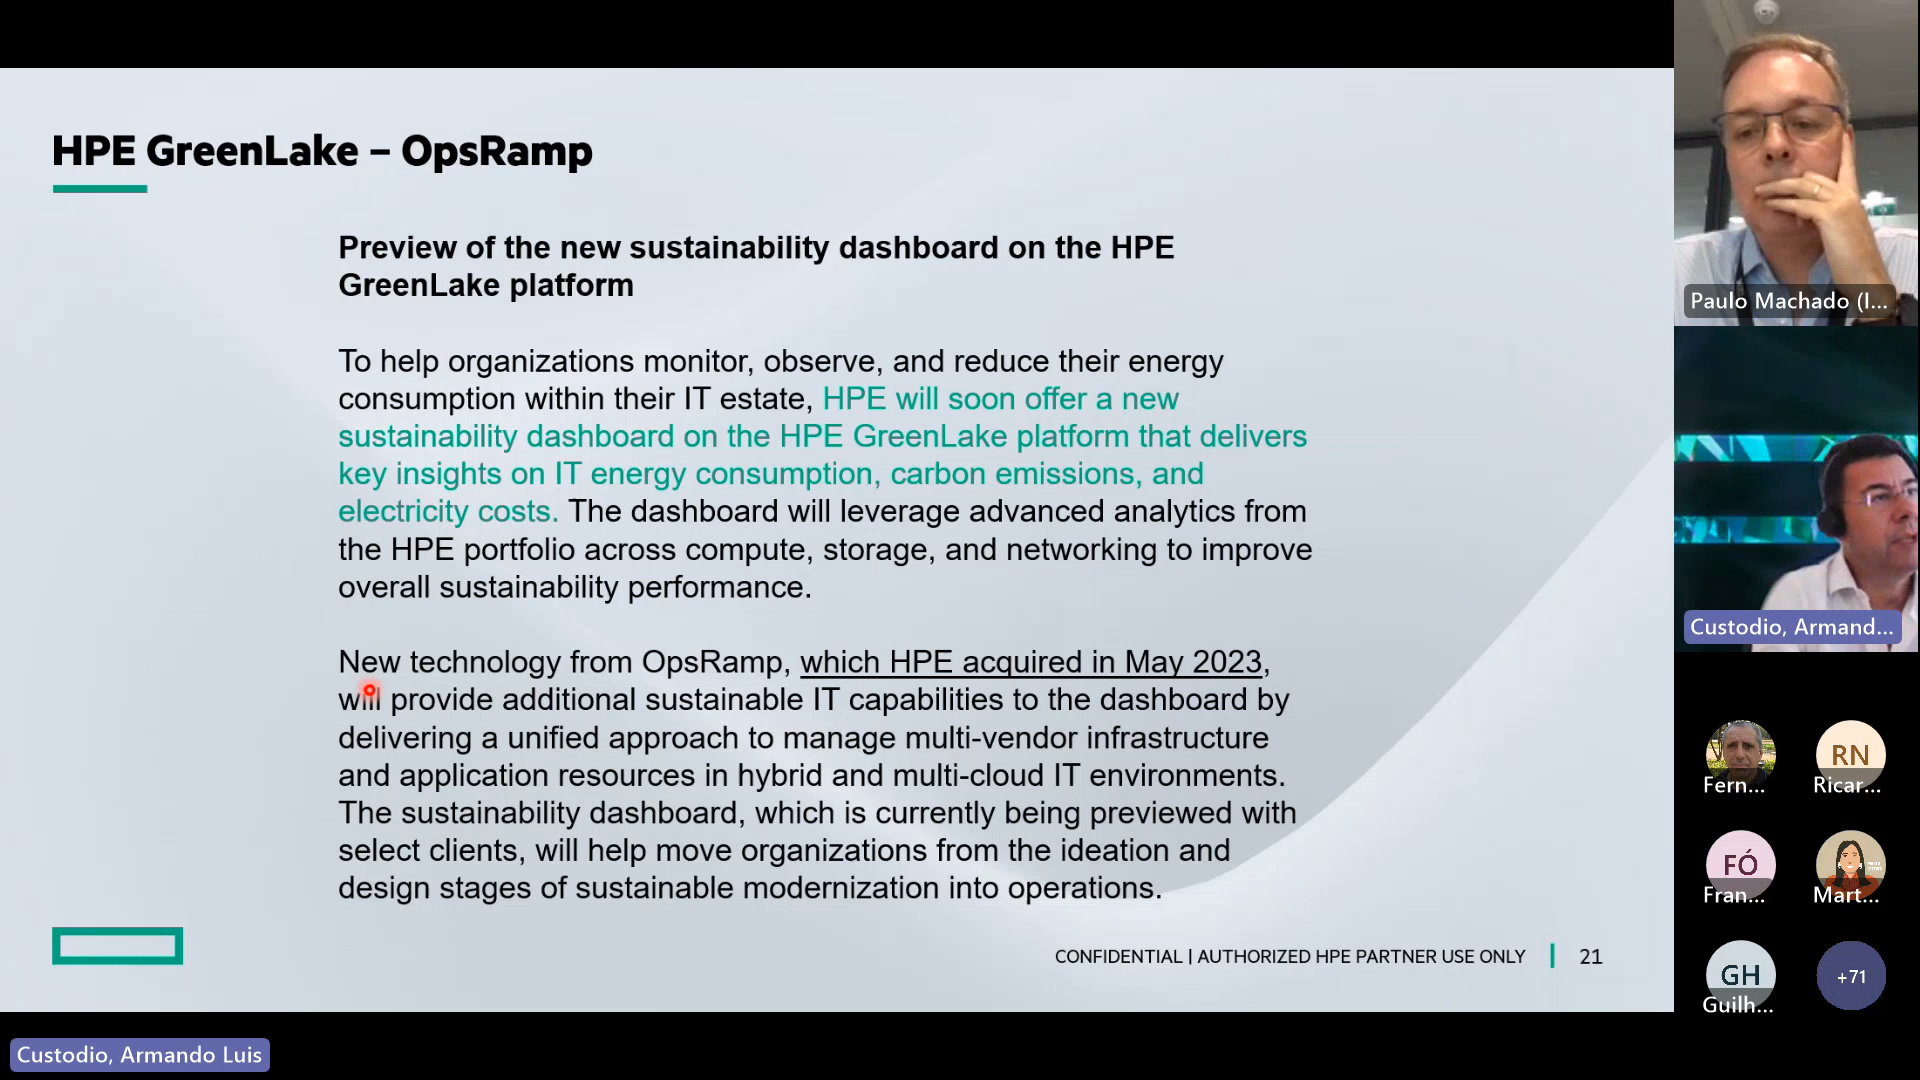 HPE GreenLake – OpsRamp
Preview of the new sustainability dashboard on the HPE
GreenLake platform
To help organizations monitor, observe, and reduce their energy
consumption within their IT estate, HPE will soon offer a new
sustainability dashboard on the HPE GreenLake platform that delivers
key insights on IT energy consumption, carbon emissions, and
electricity costs. The dashboard will leverage advanced analytics from
the HPE portfolio across compute, storage, and networking to improve
overall sustainability performance.
New technology from OpsRamp, which HPE acquired in May 2023,
will provide additional sustainable IT capabilities to the dashboard by
delivering a unified approach to manage multi-vendor infrastructure
and application resources in hybrid and multi-cloud IT environments.
The sustainability dashboard, which is currently being previewed with
select clients, will help move organizations from the ideation and
design stages of sustainable modernization into operations.
CONFIDENTIAL | AUTHORIZED HPE PARTNER USE ONLY
21
Custodio, Armando Luis
Paulo Machado (I...
Custodio, Armand...
Fern...
RN
Ricar...
FÓ
Fran...
Mart...
GH
Guilh...
+71